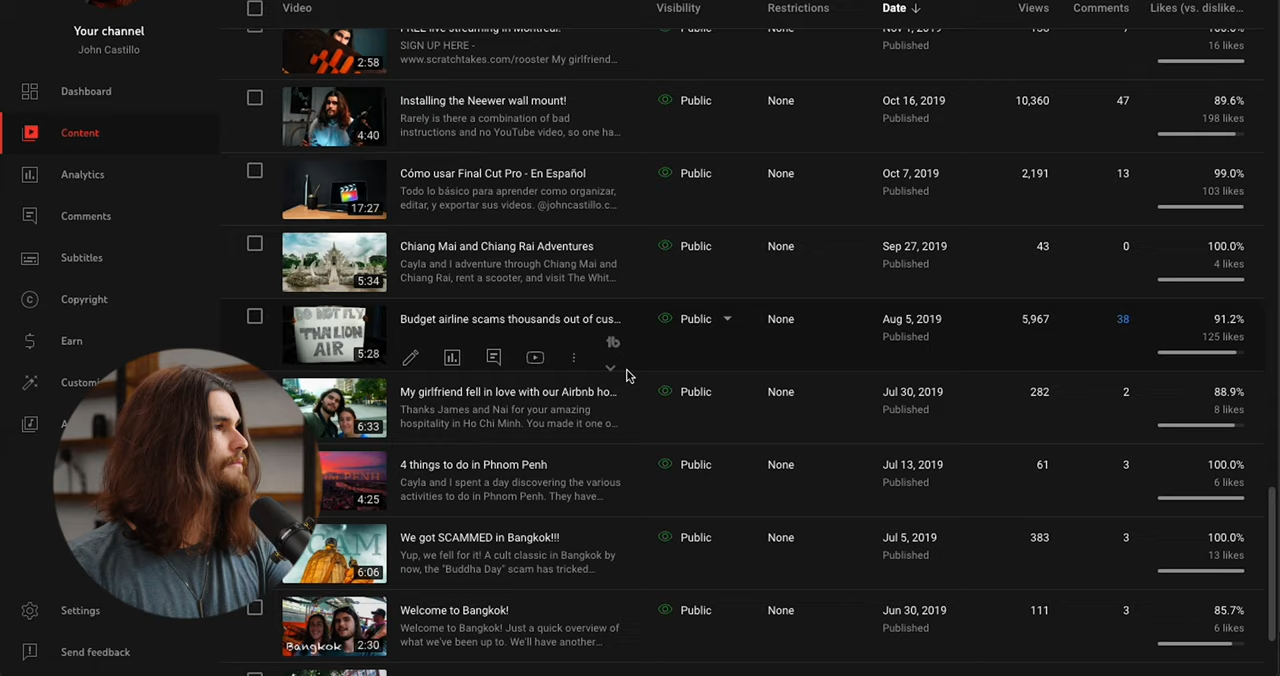 Video Visibility Restrictions Date ↓ Views Comments Likes (vs. dislike...
Your channel
John Castillo
Dashboard
Content
Analytics
Comments
Subtitles
Copyright
Earn
Customi
A
Settings
Send feedback
FREE live streaming in Montreal!
SIGN UP HERE -
www.scratchtakes.com/rooster My girlfriend...
2:58
Public None Nov 1, 2019
Published
16 likes
Installing the Neewer wall mount!
Rarely is there a combination of bad
instructions and no YouTube video, so one ha...
4:40
Public None Oct 16, 2019 10,360 47 89.6%
Published 198 likes
Cómo usar Final Cut Pro - En Español
Todo lo básico para aprender como organizar,
editar, y exportar sus videos. @johncastillo.c...
17:27
Public None Oct 7, 2019 2,191 13 99.0%
Published 103 likes
Chiang Mai and Chiang Rai Adventures
Cayla and I adventure through Chiang Mai and
Chiang Rai, rent a scooter, and visit The Whit...
5:34
Public None Sep 27, 2019 43 0 100.0%
Published 4 likes
Budget airline scams thousands out of cus...
DO NOT FLY
THAI LION
AIR
5:28
tb
Public None Aug 5, 2019 5,967 38 91.2%
Published 125 likes
My girlfriend fell in love with our Airbnb ho...
Thanks James and Nai for your amazing
hospitality in Ho Chi Minh. You made it one o...
6:33
Public None Jul 30, 2019 282 2 88.9%
Published 8 likes
4 things to do in Phnom Penh
Cayla and I spent a day discovering the various
activities to do in Phnom Penh. They have...
4:25
Public None Jul 13, 2019 61 3 100.0%
Published 6 likes
We got SCAMMED in Bangkok!!!
Yup, we fell for it! A cult classic in Bangkok by
now, the "Buddha Day" scam has tricked...
6:06
Public None Jul 5, 2019 383 3 100.0%
Published 13 likes
Welcome to Bangkok!
Welcome to Bangkok! Just a quick overview of
what we've been up to. We'll have another...
Bangkok
2:30
Public None Jun 30, 2019 111 3 85.7%
Published 6 likes